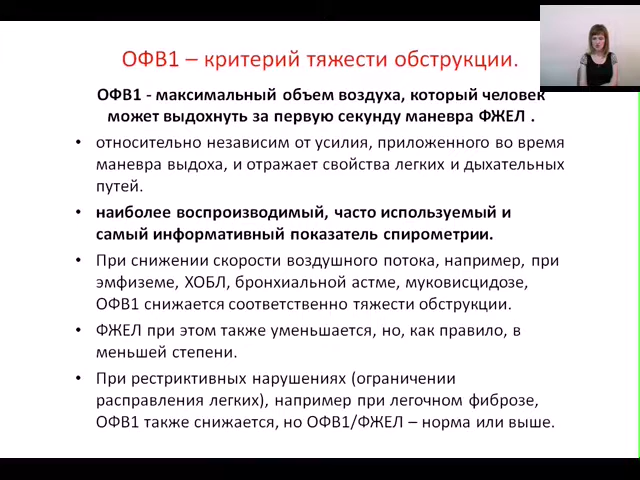 ОФВ1 – критерий тяжести обструкции.
ОФВ1 - максимальный объем воздуха, который человек
может выдохнуть за первую секунду маневра ФЖЕЛ .
• относительно независим от усилия, приложенного во время
маневра выдоха, и отражает свойства легких и дыхательных
путей.
• наиболее воспроизводимый, часто используемый и
самый информативный показатель спирометрии.
• При снижении скорости воздушного потока, например, при
эмфиземе, ХОБЛ, бронхиальной астме, муковисцидозе,
ОФВ1 снижается соответственно тяжести обструкции.
• ФЖЕЛ при этом также уменьшается, но, как правило, в
меньшей степени.
• При рестриктивных нарушениях (ограничении
расправления легких), например при легочном фиброзе,
ОФВ1 также снижается, но ОФВ1/ФЖЕЛ – норма или выше.